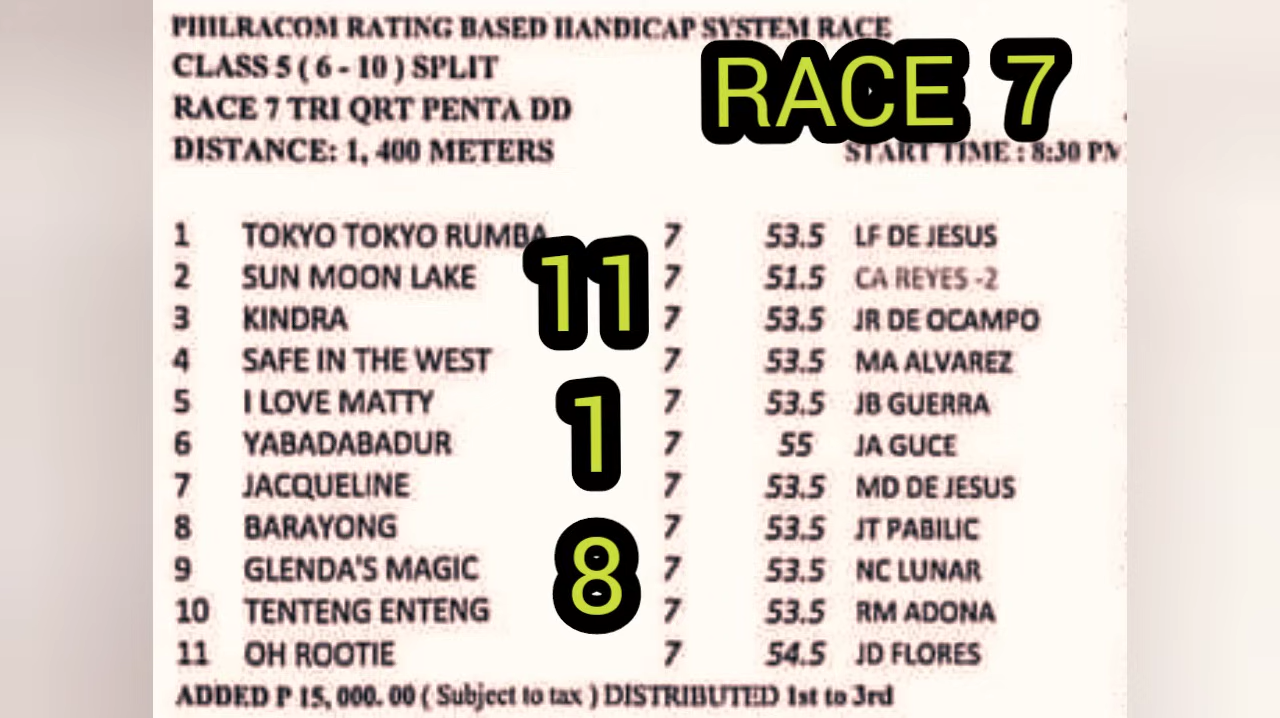 PHILRACOM RATING BASED HANDICAP SYSTEM RACE
CLASS 5 ( 6 - 10 ) SPLIT
RACE 7
RACE 7 TRI QRT PENTA DD
DISTANCE: 1, 400 METERS START TIME : 8:30 PM
1 TOKYO TOKYO RUMBA 7 53.5 LF DE JESUS
2 SUN MOON LAKE 7 51.5 CA REYES -2
11
3 KINDRA 7 53.5 JR DE OCAMPO
4 SAFE IN THE WEST 7 53.5 MA ALVAREZ
5 I LOVE MATTY 7 53.5 JB GUERRA
1
6 YABADABADUR 7 55 JA GUCE
7 JACQUELINE 7 53.5 MD DE JESUS
8 BARAYONG 7 53.5 JT PABILIC
8
9 GLENDA'S MAGIC 7 53.5 NC LUNAR
10 TENTENG ENTENG 7 53.5 RM ADONA
11 OH ROOTIE 7 54.5 JD FLORES
ADDED P 15, 000. 00 ( Subject to tax ) DISTRIBUTED 1st to 3rd